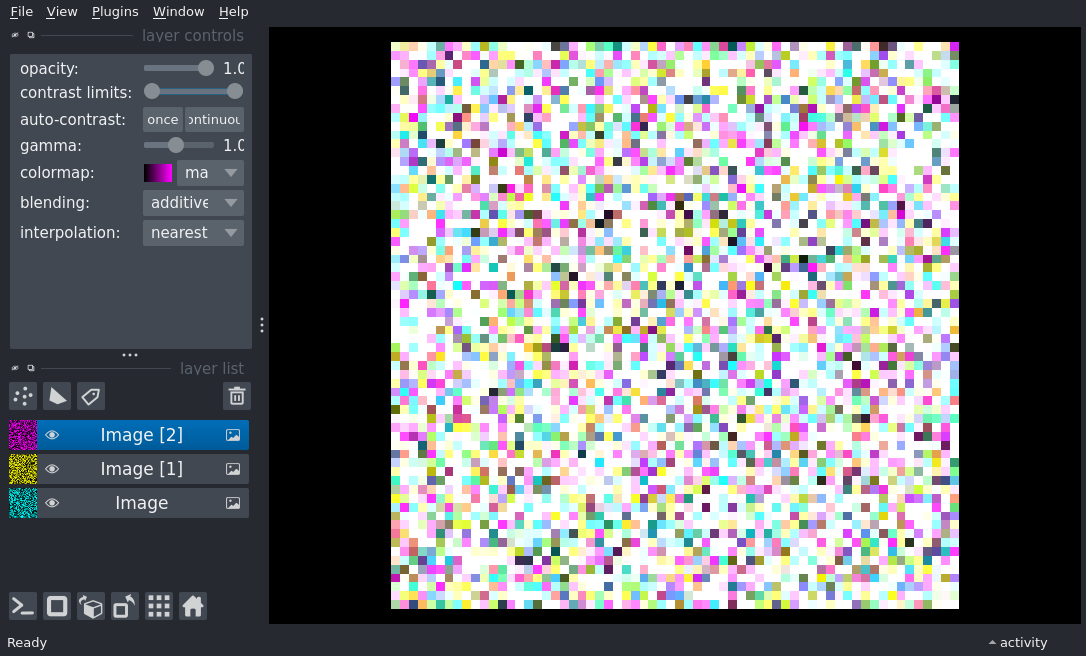 File View Plugins Window Help
layer controls
opacity: 1.0
contrast limits:
auto-contrast: once ontinuou
gamma: 1.0
colormap: ma
blending: additive
interpolation: nearest
layer list
Image [2]
Image [1]
Image
Ready activity